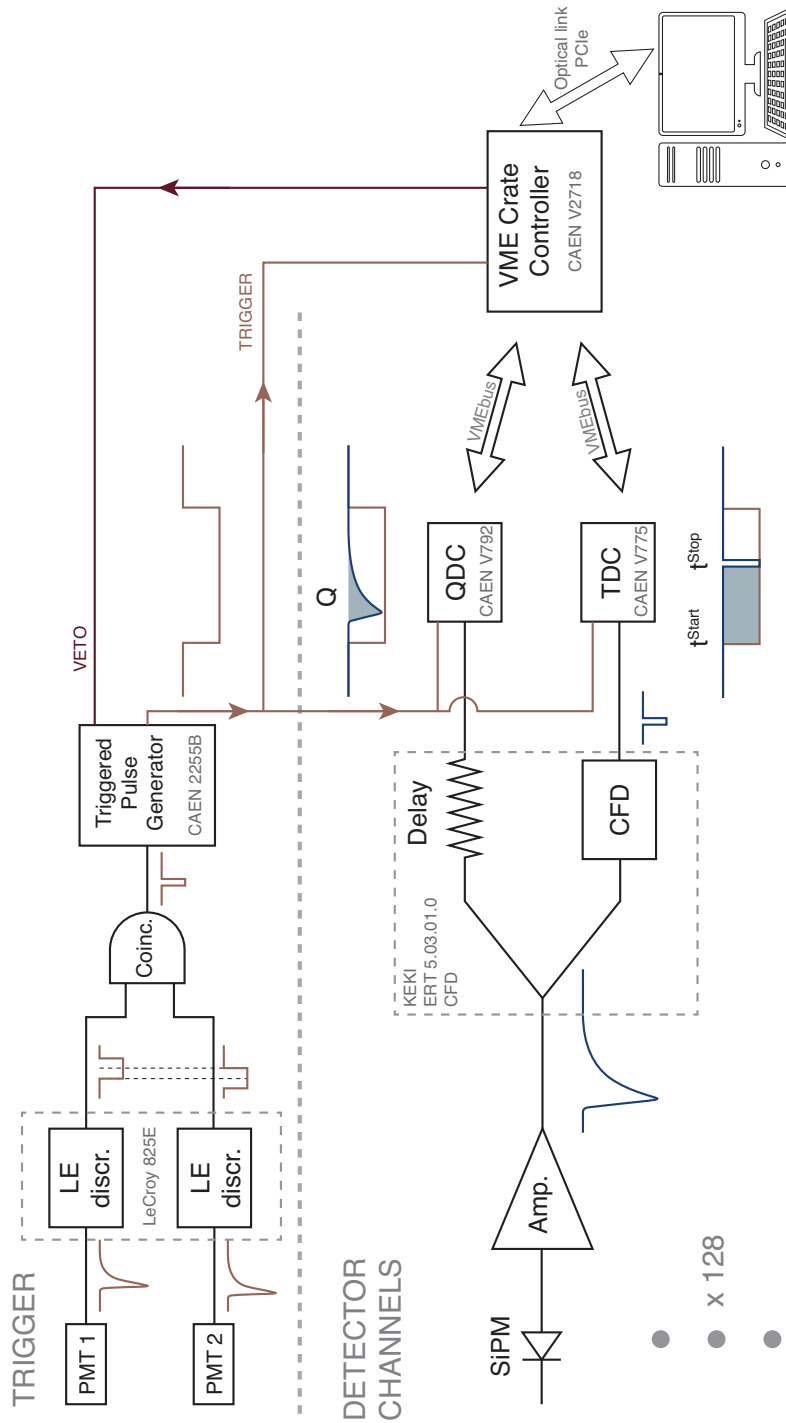 TRIGGER
PMT 1
PMT 2
LE
discr.
LE
discr.
LeCroy 825E
Coinc.
Triggered
Pulse
Generator
CAEN 2255B
VETO
TRIGGER
DETECTOR
CHANNELS
SiPM
Amp.
KEKI
ERT 5.03.01.0
CFD
Delay
CFD
Q
QDC
CAEN V792
TDC
CAEN V775
tStart
tStop
VMEbus
VMEbus
VME Crate
Controller
CAEN V2718
Optical link
PCIe
x 128